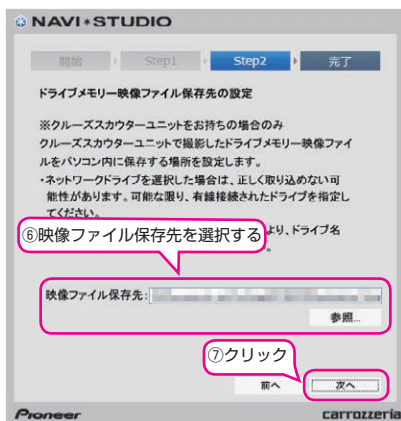 NAVI*STUDIO
開始 Step1 Step2 完了
ドライブメモリー映像ファイル保存先の設定
※クルーズスカウターユニットをお持ちの場合のみ
クルーズスカウターユニットで撮影したドライブメモリー映像ファイ
ルをパソコン内に保存する場所を設定します。
・ネットワークドライブを選択した場合は、正しく取り込めない可
能性があります。可能な限り、有線接続されたドライブを指定し
てください。
⑥映像ファイル保存先を選択する
より、ドライブ名
。
映像ファイル保存先:
参照...
⑦クリック
前へ 次へ
Pioneer carrozzeria